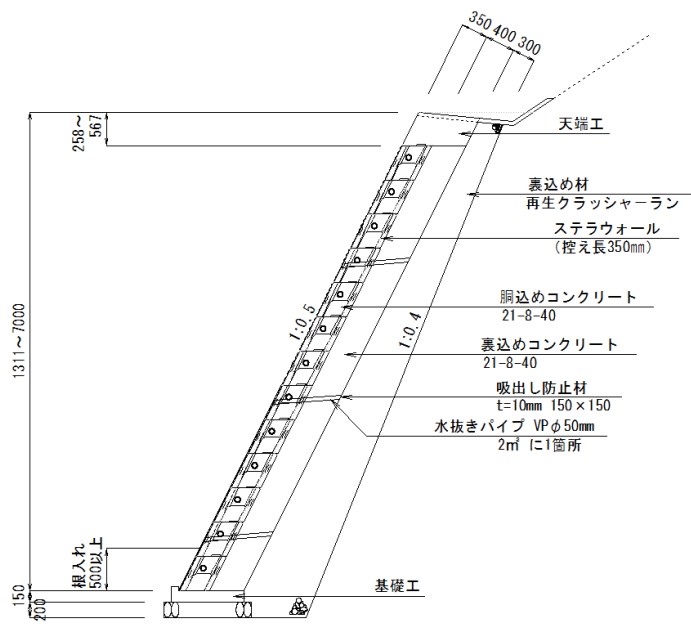 350 400 300
258～
567
天端工
裏込め材
再生クラッシャーラン
ステラウォール
(控え長350㎜)
胴込めコンクリート
21-8-40
1:0.5
1:0.4
裏込めコンクリート
21-8-40
1311～7000
吸出し防止材
t=10mm 150×150
水抜きパイプ VPφ50mm
2㎡ に1箇所
根入れ
500以上
基礎工
150
200